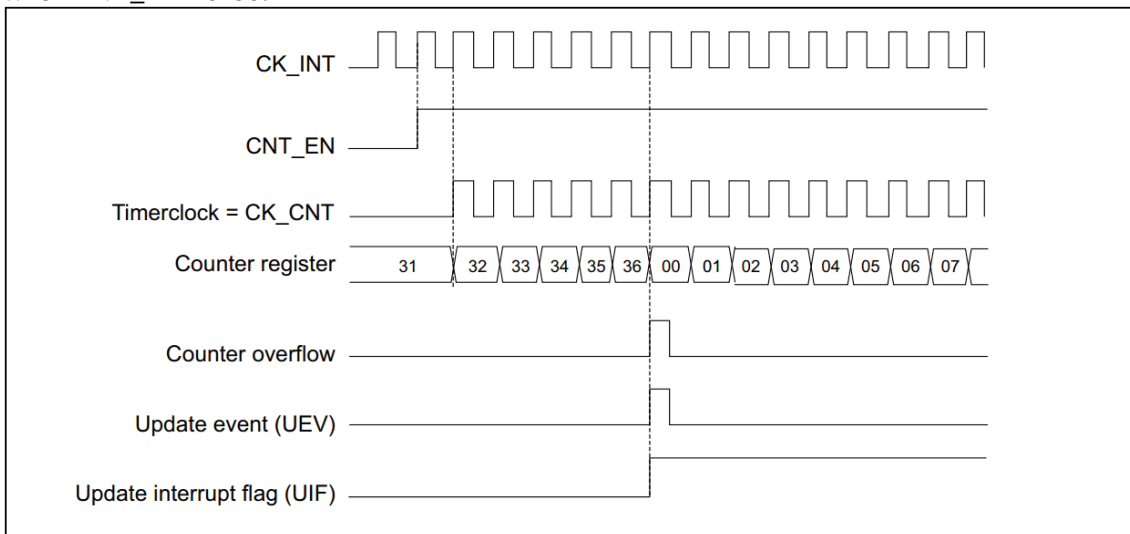 CK_INT
CNT_EN
Timerclock = CK_CNT
Counter register 31 32 33 34 35 36 00 01 02 03 04 05 06 07
Counter overflow
Update event (UEV)
Update interrupt flag (UIF)